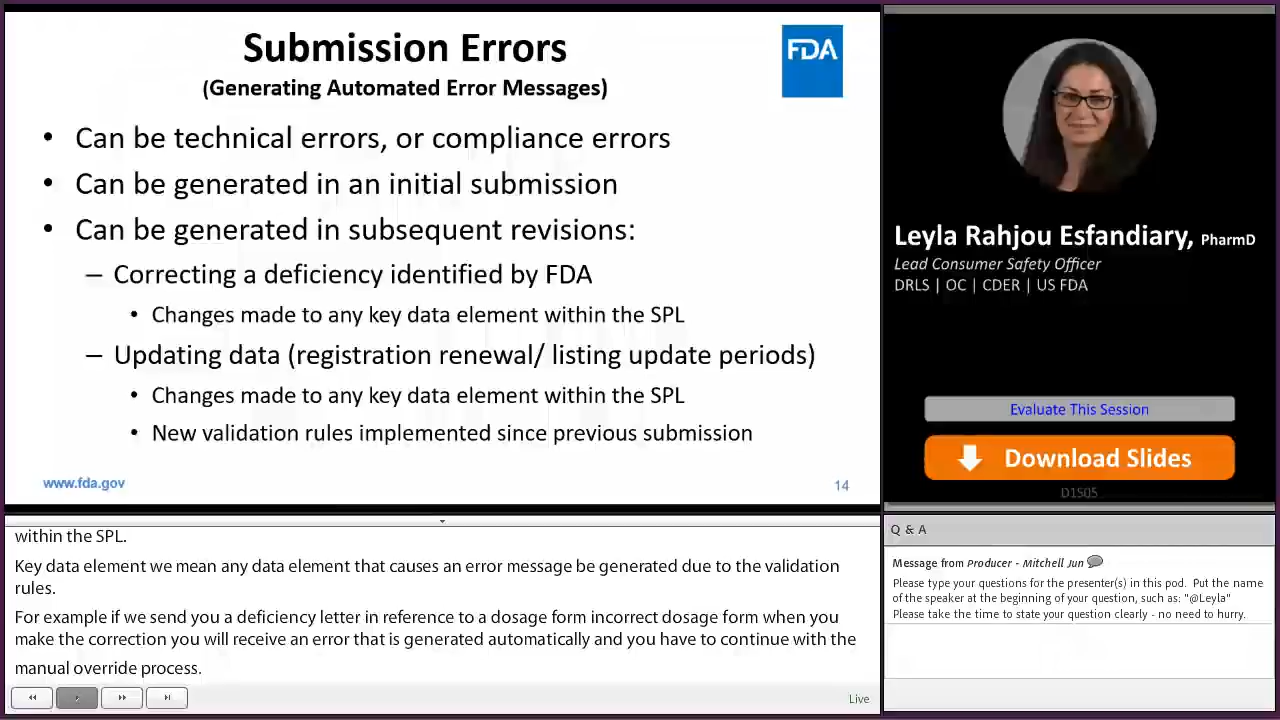 Submission Errors
(Generating Automated Error Messages)
FDA
• Can be technical errors, or compliance errors
• Can be generated in an initial submission
• Can be generated in subsequent revisions:
– Correcting a deficiency identified by FDA
• Changes made to any key data element within the SPL
– Updating data (registration renewal/ listing update periods)
• Changes made to any key data element within the SPL
• New validation rules implemented since previous submission
www.fda.gov
14
Leyla Rahjou Esfandiary, PharmD
Lead Consumer Safety Officer
DRLS | OC | CDER | US FDA
Evaluate This Session
Download Slides
D1S05
within the SPL.
Key data element we mean any data element that causes an error message be generated due to the validation
rules.
For example if we send you a deficiency letter in reference to a dosage form incorrect dosage form when you
make the correction you will receive an error that is generated automatically and you have to continue with the
manual override process.
Live
Q & A
Message from Producer - Mitchell Jun
Please type your questions for the presenter(s) in this pod. Put the name
of the speaker at the beginning of your question, such as: "@Leyla"
Please take the time to state your question clearly - no need to hurry.